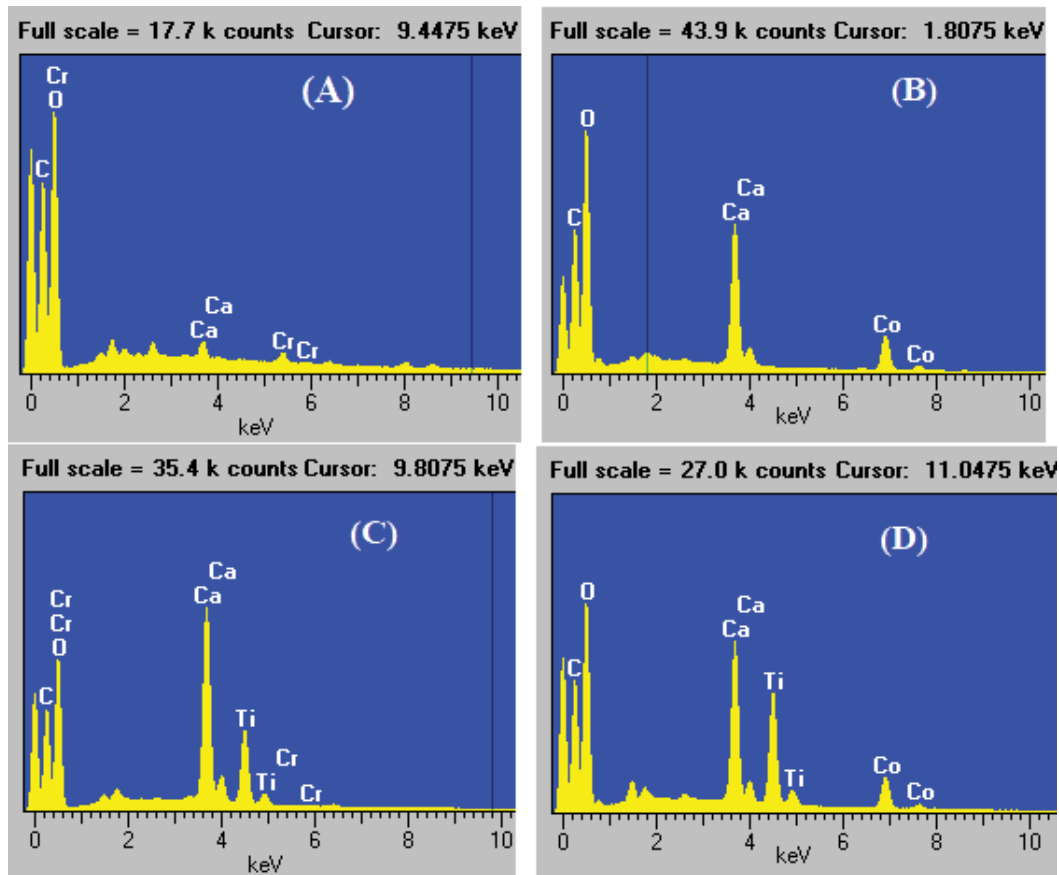 Full scale = 17.7 k counts Cursor: 9.4475 keV
(A)
Cr
O
C
Ca
Ca
Cr
Cr
0 2 4 6 8 10
keV
Full scale = 43.9 k counts Cursor: 1.8075 keV
(B)
O
C
Ca
Ca
Co
Co
0 2 4 6 8 10
keV
Full scale = 35.4 k counts Cursor: 9.8075 keV
(C)
Cr
Cr
O
C
Ca
Ca
Ti
Ti
Cr
Cr
0 2 4 6 8 10
keV
Full scale = 27.0 k counts Cursor: 11.0475 keV
(D)
O
C
Ca
Ca
Ti
Ti
Co
Co
0 2 4 6 8 10
keV